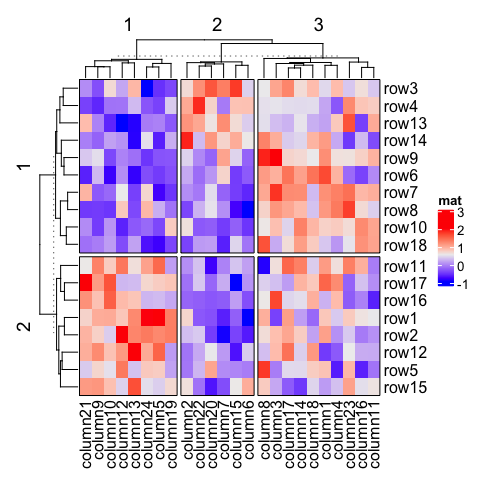 1 2 3
1
2
row3
row4
row13
row14
row9
row6
row7
row8
row10
row18
row11
row17
row16
row1
row2
row12
row5
row15
mat
3
2
1
0
-1
column21
column9
column10
column12
column13
column24
column5
column19
column2
column22
column20
column7
column15
column6
column8
column3
column17
column14
column18
column1
column4
column23
column16
column11